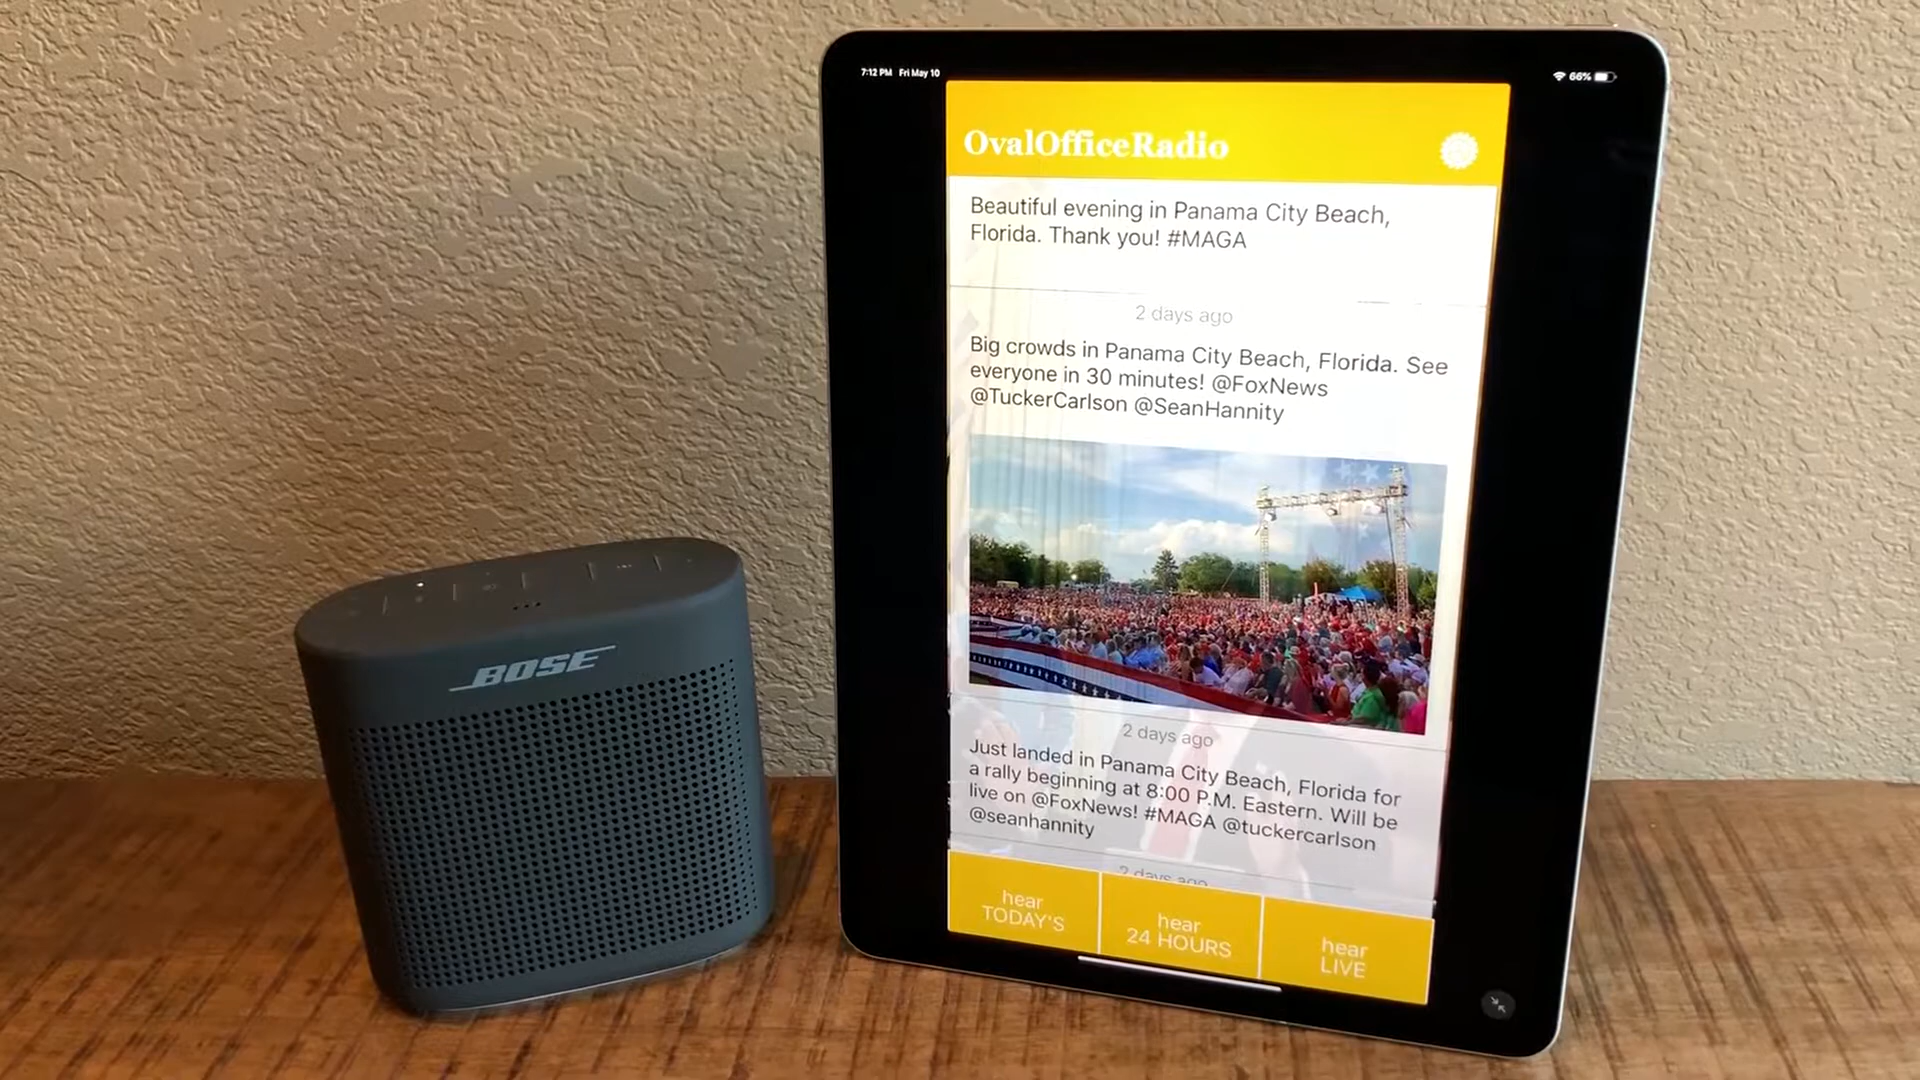 7:12 PM Fri May 10
66%
OvalOfficeRadio
Beautiful evening in Panama City Beach,
Florida. Thank you! #MAGA
2 days ago
Big crowds in Panama City Beach, Florida. See
everyone in 30 minutes! @FoxNews
@TuckerCarlson @SeanHannity
2 days ago
Just landed in Panama City Beach, Florida for
a rally beginning at 8:00 P.M. Eastern. Will be
live on @FoxNews! #MAGA @tuckercarlson
@seanhannity
2 days ago
hear
TODAY'S
hear
24 HOURS
hear
LIVE
BOSE